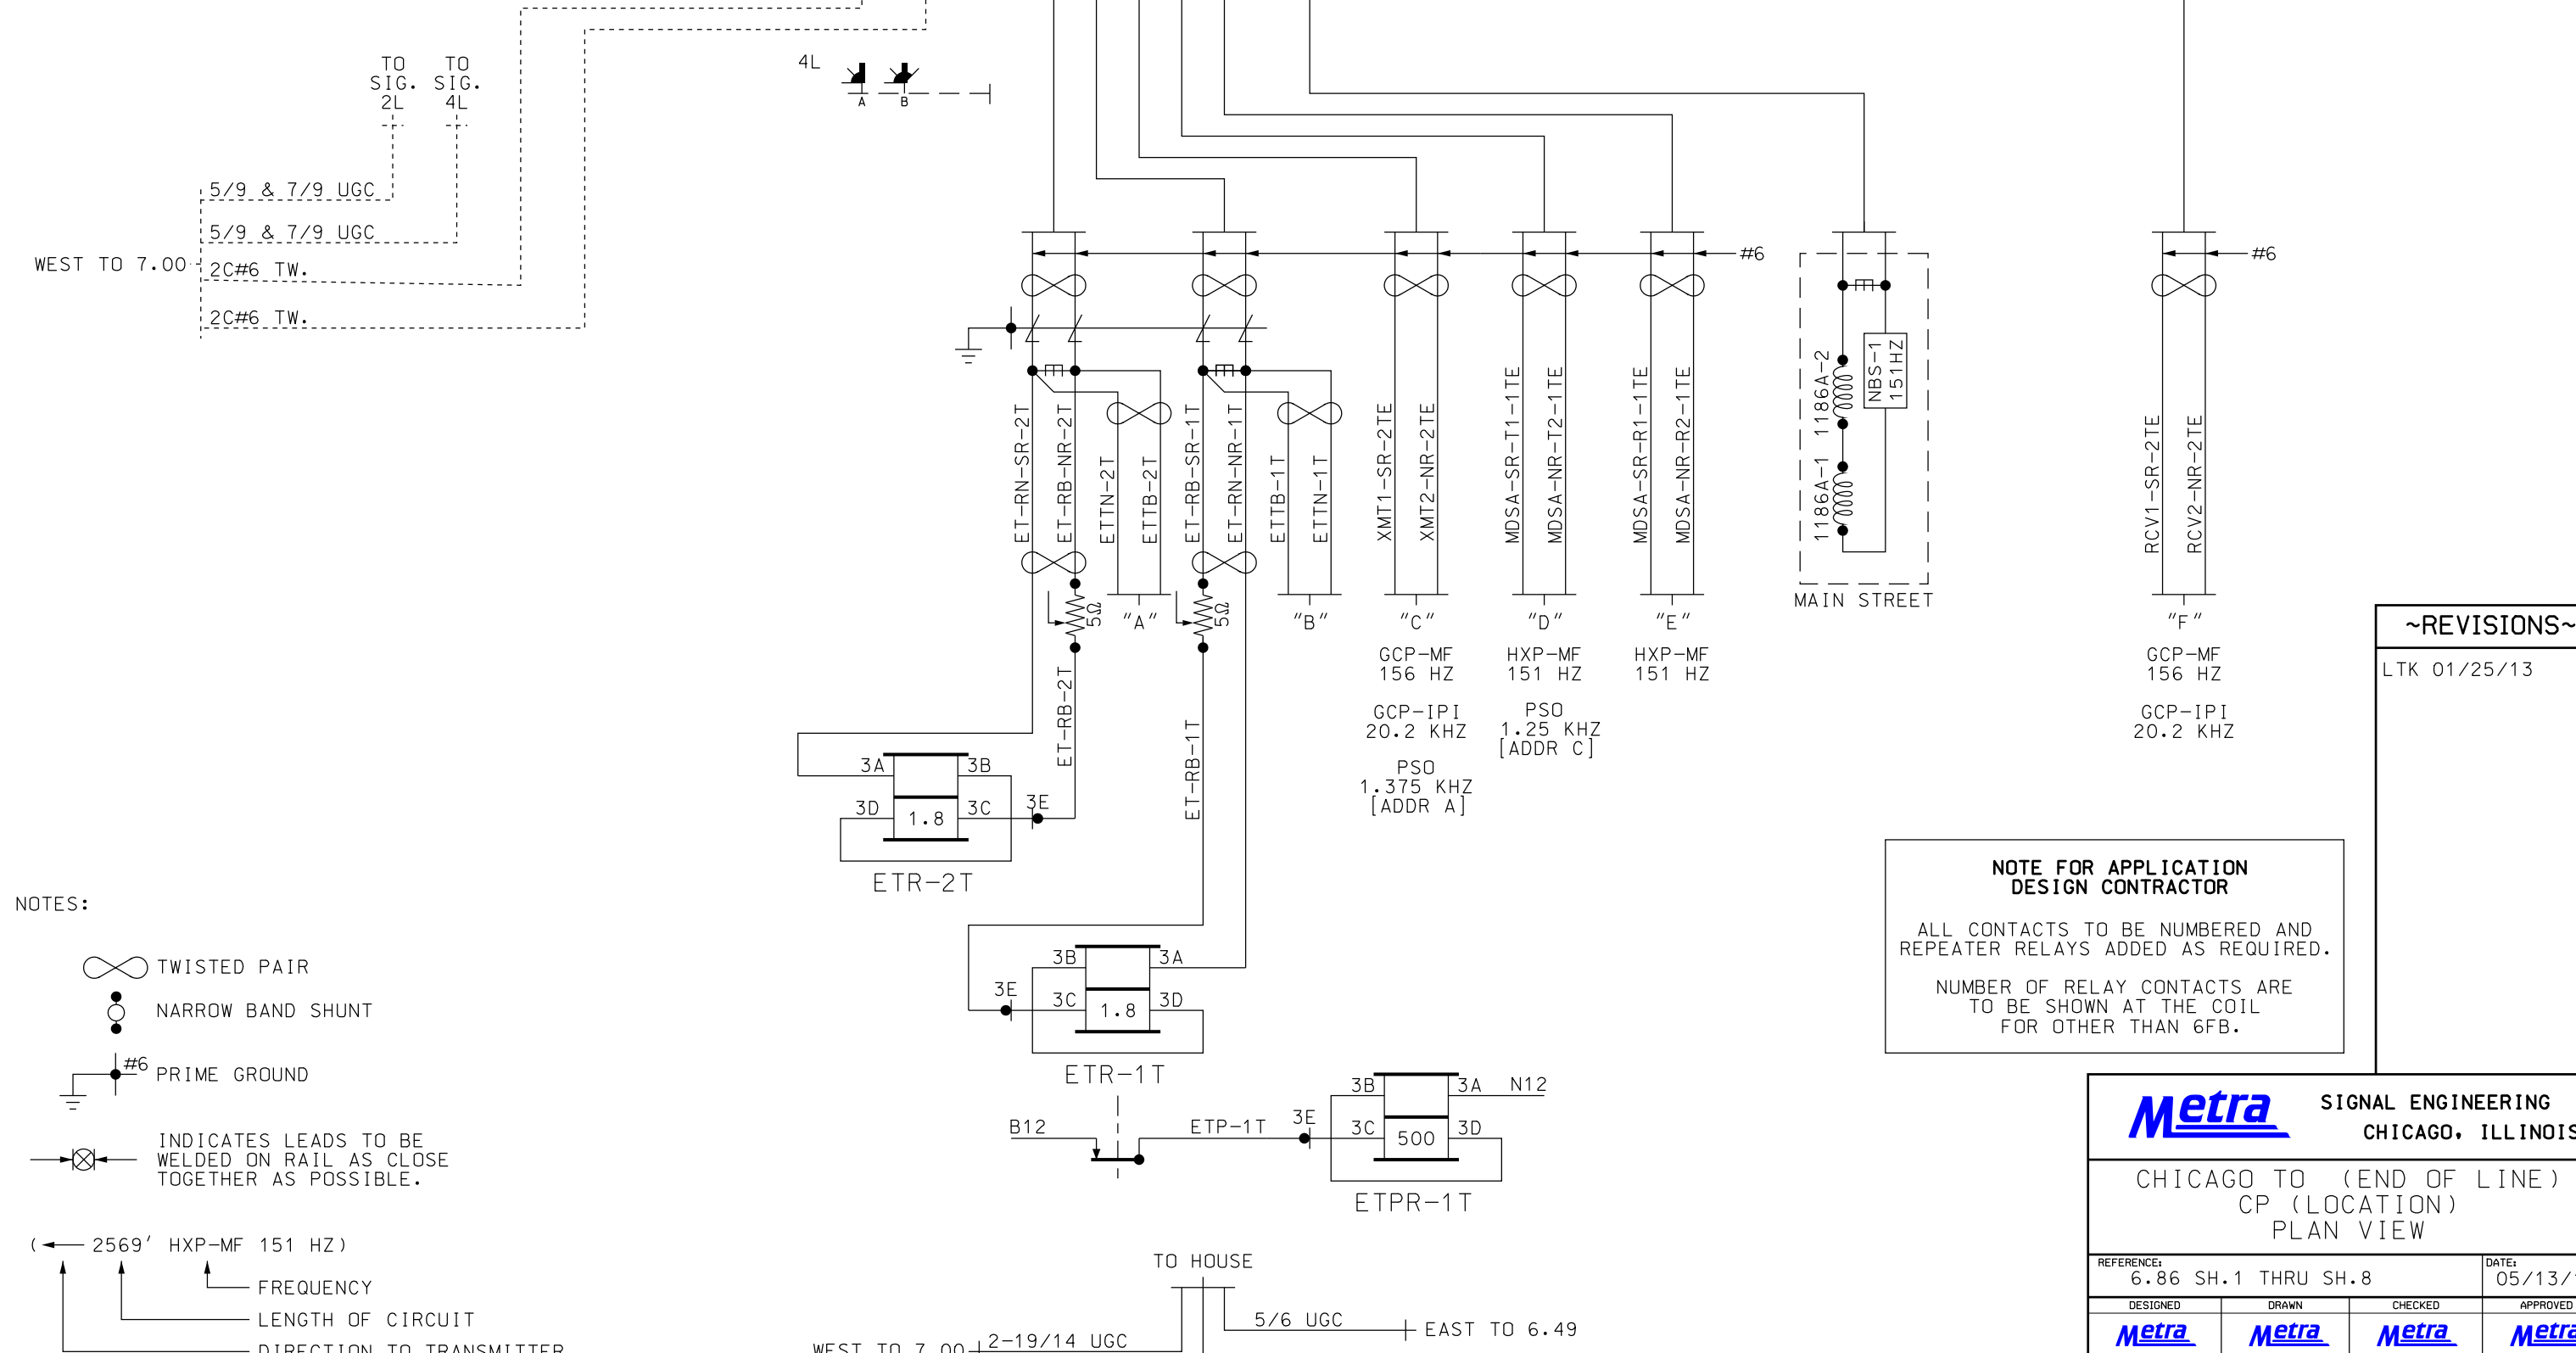 TO
SIG.
2L
TO
SIG.
4L
4L
A
B
5/9 & 7/9 UGC
5/9 & 7/9 UGC
WEST TO 7.00
2C#6 TW.
2C#6 TW.
#6
#6
ET-RN-SR-2T
ET-RB-NR-2T
ETTN-2T
ETTB-2T
ET-RB-SR-1T
ET-RN-NR-1T
ETTB-1T
ETTN-1T
XMT1-SR-2TE
XMT2-NR-2TE
MDSA-SR-T1-1TE
MDSA-NR-T2-1TE
MDSA-SR-R1-1TE
MDSA-NR-R2-1TE
1186A-1 1186A-2
NBS-1
151HZ
MAIN STREET
RCV1-SR-2TE
RCV2-NR-2TE
5Ω
5Ω
"A"
"B"
"C"
"D"
"E"
"F"
GCP-MF
156 HZ
GCP-IPI
20.2 KHZ
PSO
1.375 KHZ
[ADDR A]
HXP-MF
151 HZ
PSO
1.25 KHZ
[ADDR C]
HXP-MF
151 HZ
GCP-MF
156 HZ
GCP-IPI
20.2 KHZ
~REVISIONS~
LTK 01/25/13
ET-RB-2T
ET-RB-1T
3A
3B
3D
1.8
3C
3E
ETR-2T
3B
3A
3E
3C
1.8
3D
ETR-1T
3B
3A
N12
B12
ETP-1T
3E
3C
500
3D
ETPR-1T
NOTE FOR APPLICATION
DESIGN CONTRACTOR
ALL CONTACTS TO BE NUMBERED AND
REPEATER RELAYS ADDED AS REQUIRED.
NUMBER OF RELAY CONTACTS ARE
TO BE SHOWN AT THE COIL
FOR OTHER THAN 6FB.
NOTES:
TWISTED PAIR
NARROW BAND SHUNT
#6
PRIME GROUND
INDICATES LEADS TO BE
WELDED ON RAIL AS CLOSE
TOGETHER AS POSSIBLE.
( 2569' HXP-MF 151 HZ)
FREQUENCY
LENGTH OF CIRCUIT
DIRECTION TO TRANSMITTER
TO HOUSE
5/6 UGC
EAST TO 6.49
WEST TO 7.00
2-19/14 UGC
Metra
SIGNAL ENGINEERING
CHICAGO, ILLINOIS
CHICAGO TO (END OF LINE)
CP (LOCATION)
PLAN VIEW
REFERENCE:
6.86 SH.1 THRU SH.8
DATE:
05/13/
DESIGNED
DRAWN
CHECKED
APPROVED
Metra
Metra
Metra
Metra